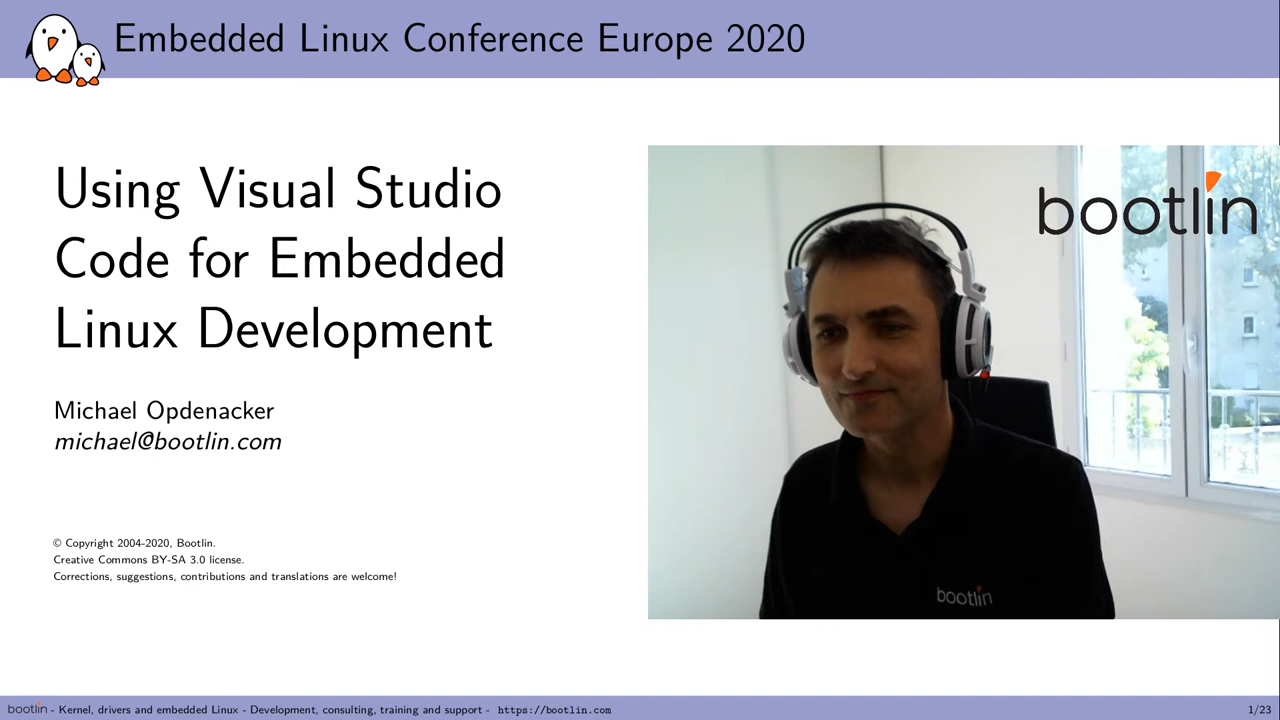 Embedded Linux Conference Europe 2020
Using Visual Studio
Code for Embedded
Linux Development
Michael Opdenacker
michael@bootlin.com
© Copyright 2004-2020, Bootlin.
Creative Commons BY-SA 3.0 license.
Corrections, suggestions, contributions and translations are welcome!
bootlin
bootlin
bootlin - Kernel, drivers and embedded Linux - Development, consulting, training and support - https://bootlin.com
1/23